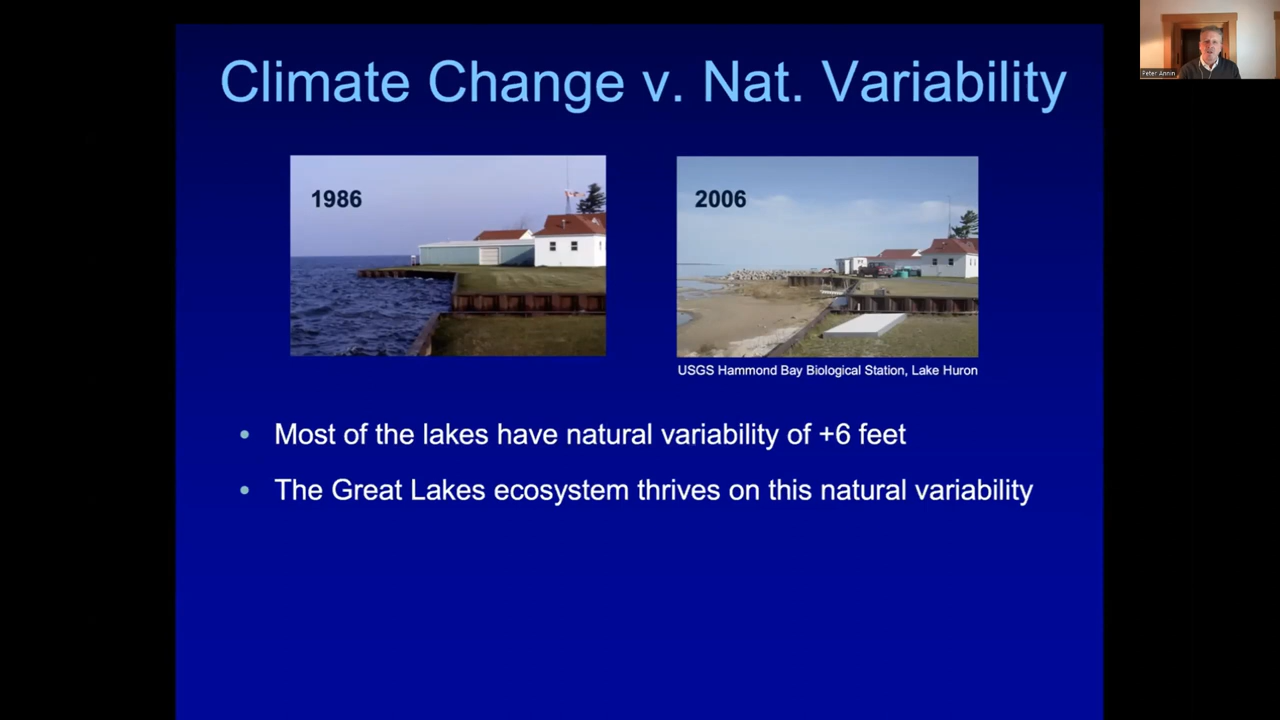 Climate Change v. Nat. Variability
1986
2006
USGS Hammond Bay Biological Station, Lake Huron
• Most of the lakes have natural variability of +6 feet
• The Great Lakes ecosystem thrives on this natural variability
Peter Annin